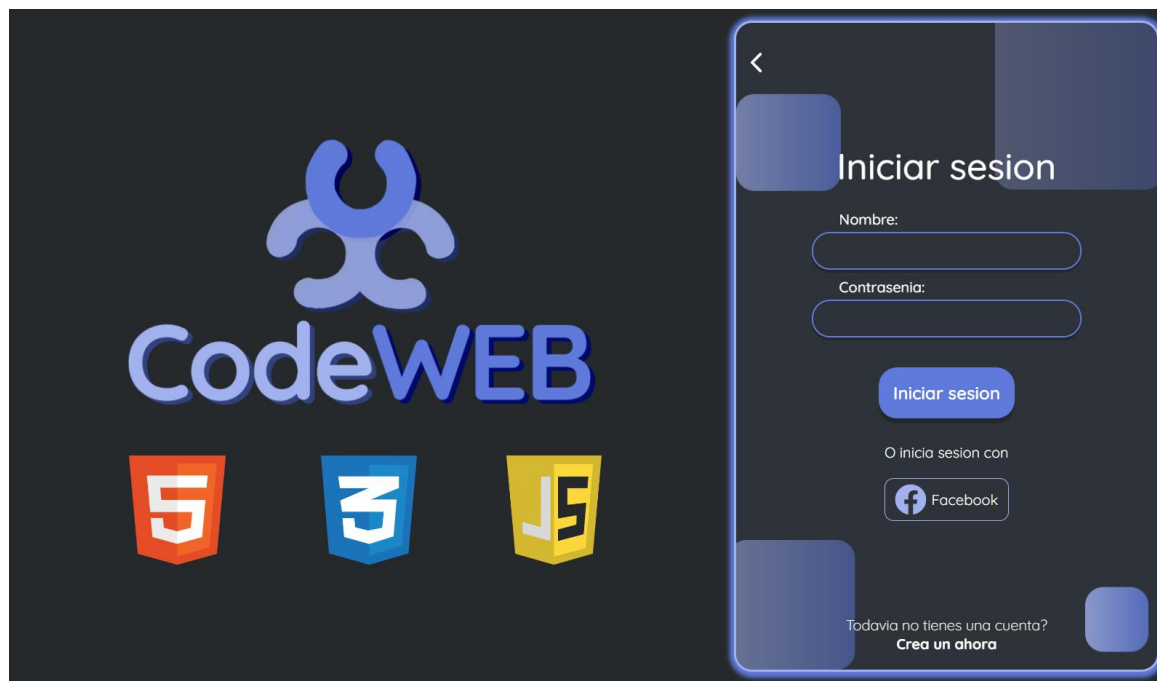 CodeWEB
5
3
JS
Iniciar sesion
Nombre:
Contrasenia:
Iniciar sesion
O inicia sesion con
Facebook
Todavia no tienes una cuenta?
Crea un ahora